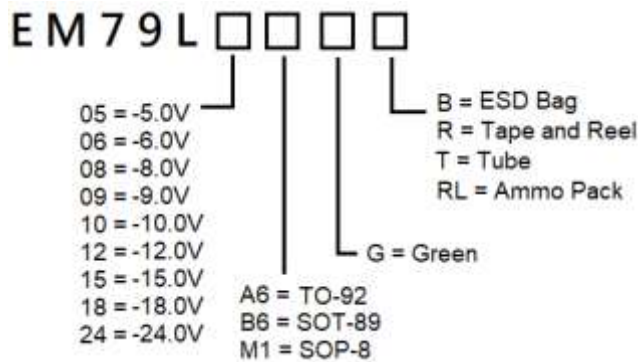 EM79L□□□□
05 = -5.0V
06 = -6.0V
08 = -8.0V
09 = -9.0V
10 = -10.0V
12 = -12.0V
15 = -15.0V
18 = -18.0V
24 = -24.0V
A6 = TO-92
B6 = SOT-89
M1 = SOP-8
G = Green
B = ESD Bag
R = Tape and Reel
T = Tube
RL = Ammo Pack